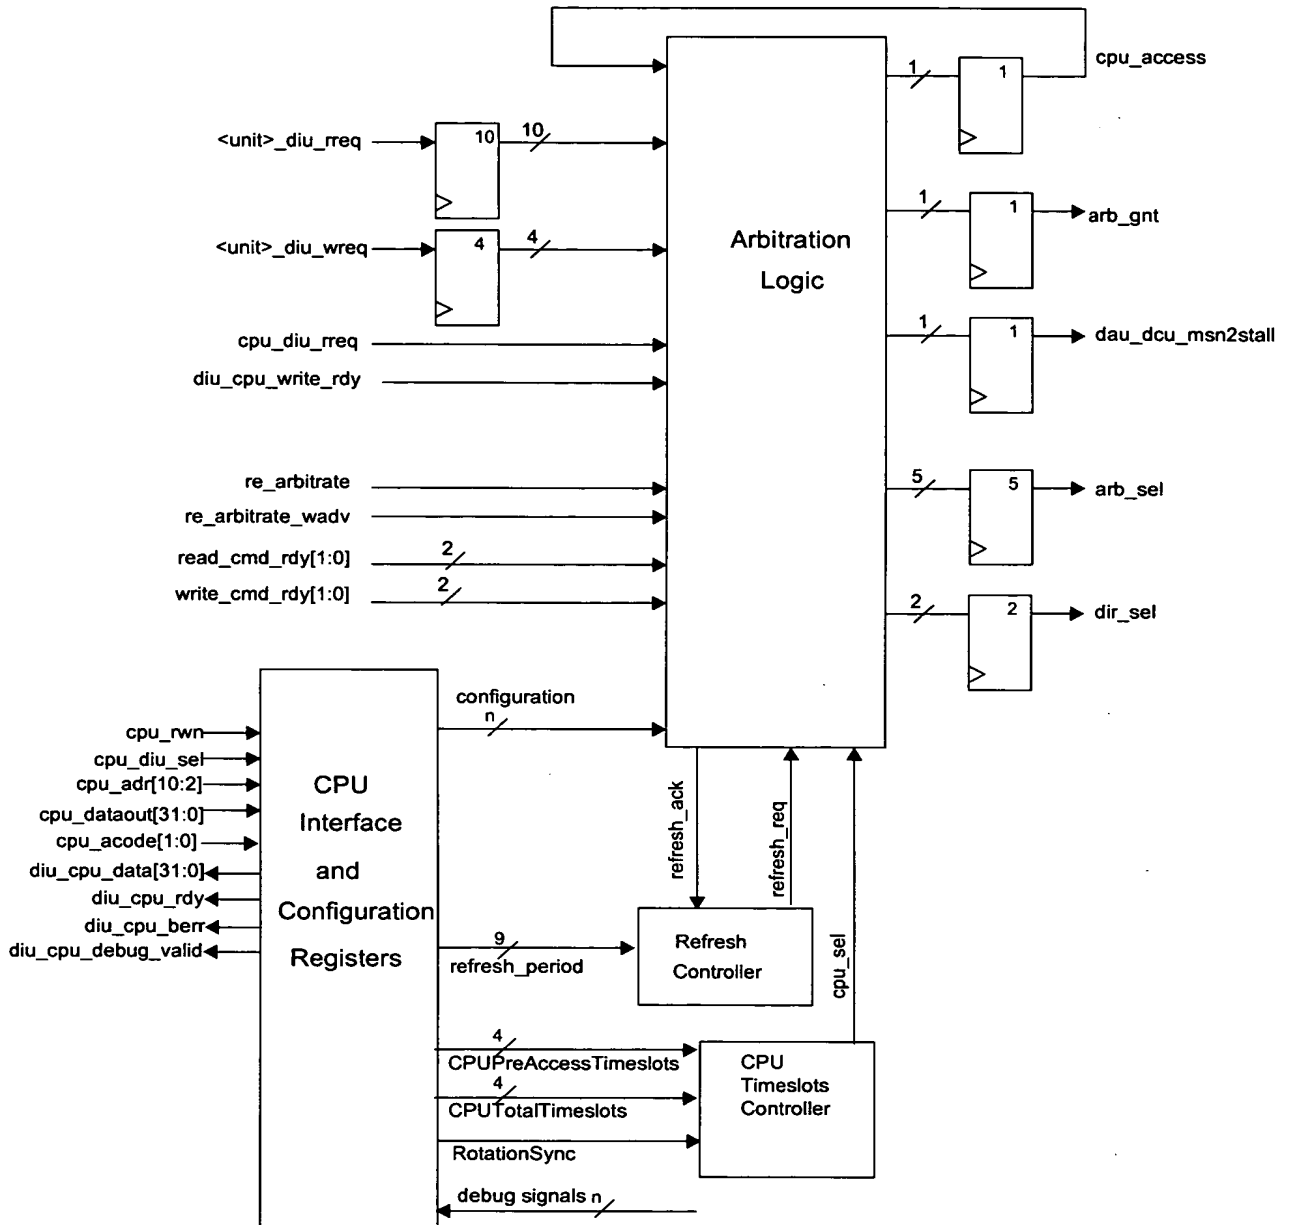 cpu_access
1
1
<unit>_diu_rreq
10
10
<unit>_diu_wreq
4
4
1
1
arb_gnt
Arbitration
Logic
cpu_diu_rreq
diu_cpu_write_rdy
1
1
dau_dcu_msn2stall
re_arbitrate
re_arbitrate_wadv
read_cmd_rdy[1:0]
2
write_cmd_rdy[1:0]
2
5
5
arb_sel
2
2
dir_sel
configuration
n
cpu_rwn
cpu_diu_sel
cpu_adr[10:2]
cpu_dataout[31:0]
cpu_acode[1:0]
diu_cpu_data[31:0]
diu_cpu_rdy
diu_cpu_berr
diu_cpu_debug_valid
CPU
Interface
and
Configuration
Registers
refresh_ack
refresh_req
cpu_sel
9
refresh_period
Refresh
Controller
4
CPUPreAccessTimeslots
4
CPUTotalTimeslots
RotationSync
CPU
Timeslots
Controller
debug signals n